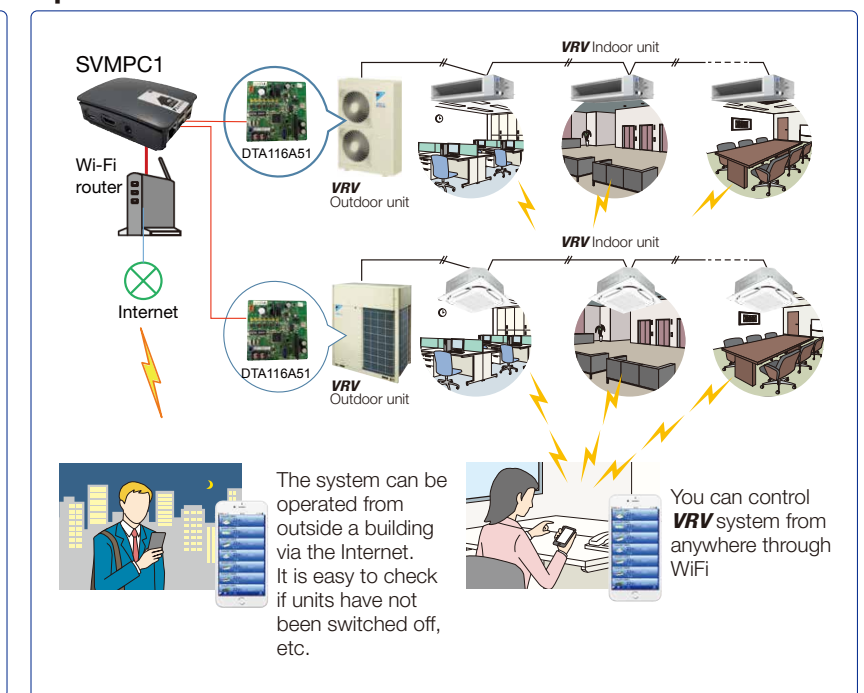 VRV Indoor unit
SVMPC1
DTA116A51
Wi-Fi
router
VRV
Outdoor unit
VRV Indoor unit
Internet
DTA116A51
VRV
Outdoor unit
The system can be
operated from
outside a building
via the Internet.
It is easy to check
if units have not
been switched off,
etc.
You can control
VRV system from
anywhere through
WiFi